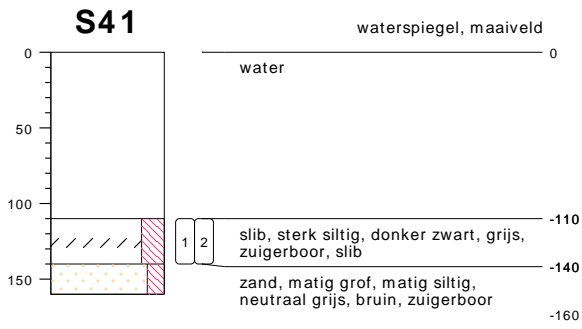 S41
waterspiegel, maaiveld
0
0
water
50
100
-110
1
2
slib, sterk siltig, donker zwart, grijs,
zuigerboor, slib
-140
150
zand, matig grof, matig siltig,
neutraal grijs, bruin, zuigerboor
-160